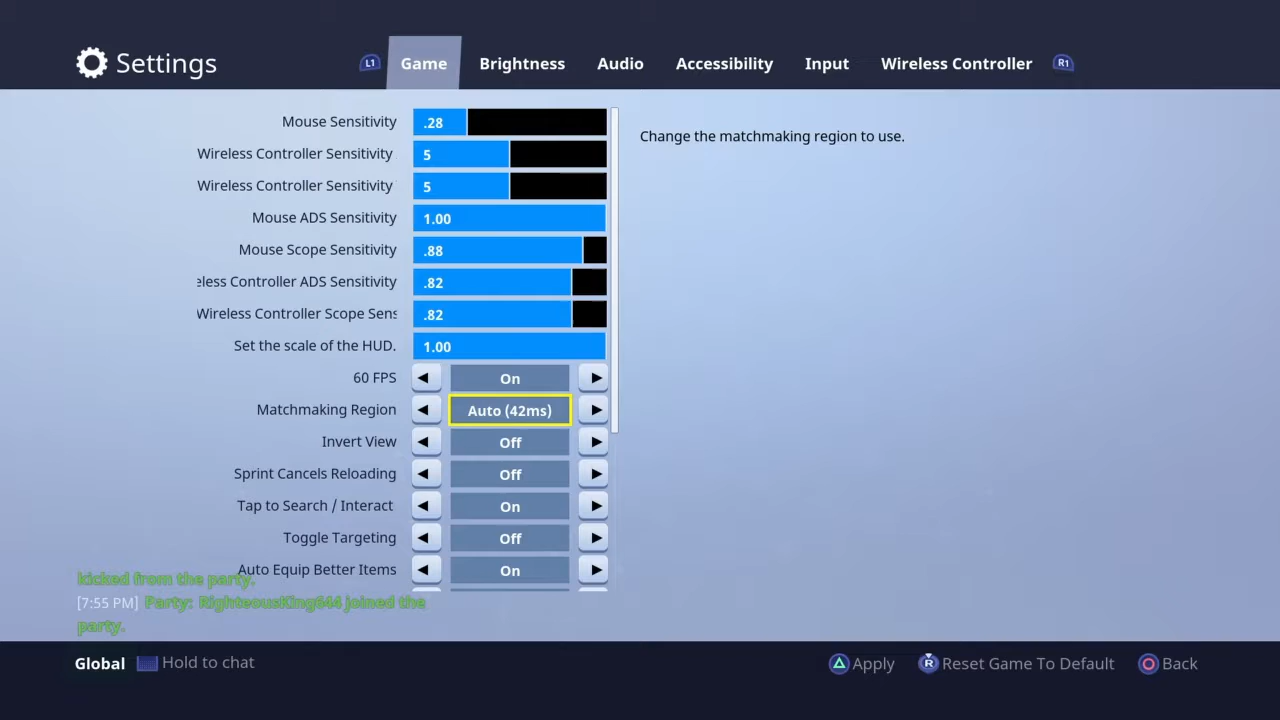 Settings
L1 Game Brightness Audio Accessibility Input Wireless Controller R1
Mouse Sensitivity .28
Wireless Controller Sensitivity 5
Wireless Controller Sensitivity 5
Mouse ADS Sensitivity 1.00
Mouse Scope Sensitivity .88
eless Controller ADS Sensitivity .82
Wireless Controller Scope Sens .82
Set the scale of the HUD. 1.00
60 FPS On
Matchmaking Region Auto (42ms)
Invert View Off
Sprint Cancels Reloading Off
Tap to Search / Interact On
Toggle Targeting Off
Auto Equip Better Items On
Change the matchmaking region to use.
kicked from the party.
[7:55 PM] Party: RighteousKing644 joined the
party.
Global Hold to chat
Apply R Reset Game To Default Back